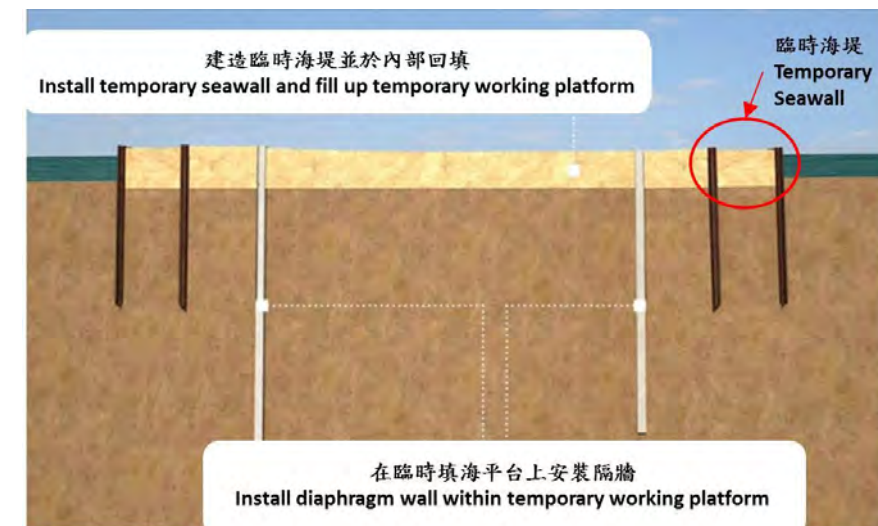 建造臨時海堤並於內部回填
Install temporary seawall and fill up temporary working platform
臨時海堤
Temporary
Seawall
在臨時填海平台上安裝隔牆
Install diaphragm wall within temporary working platform